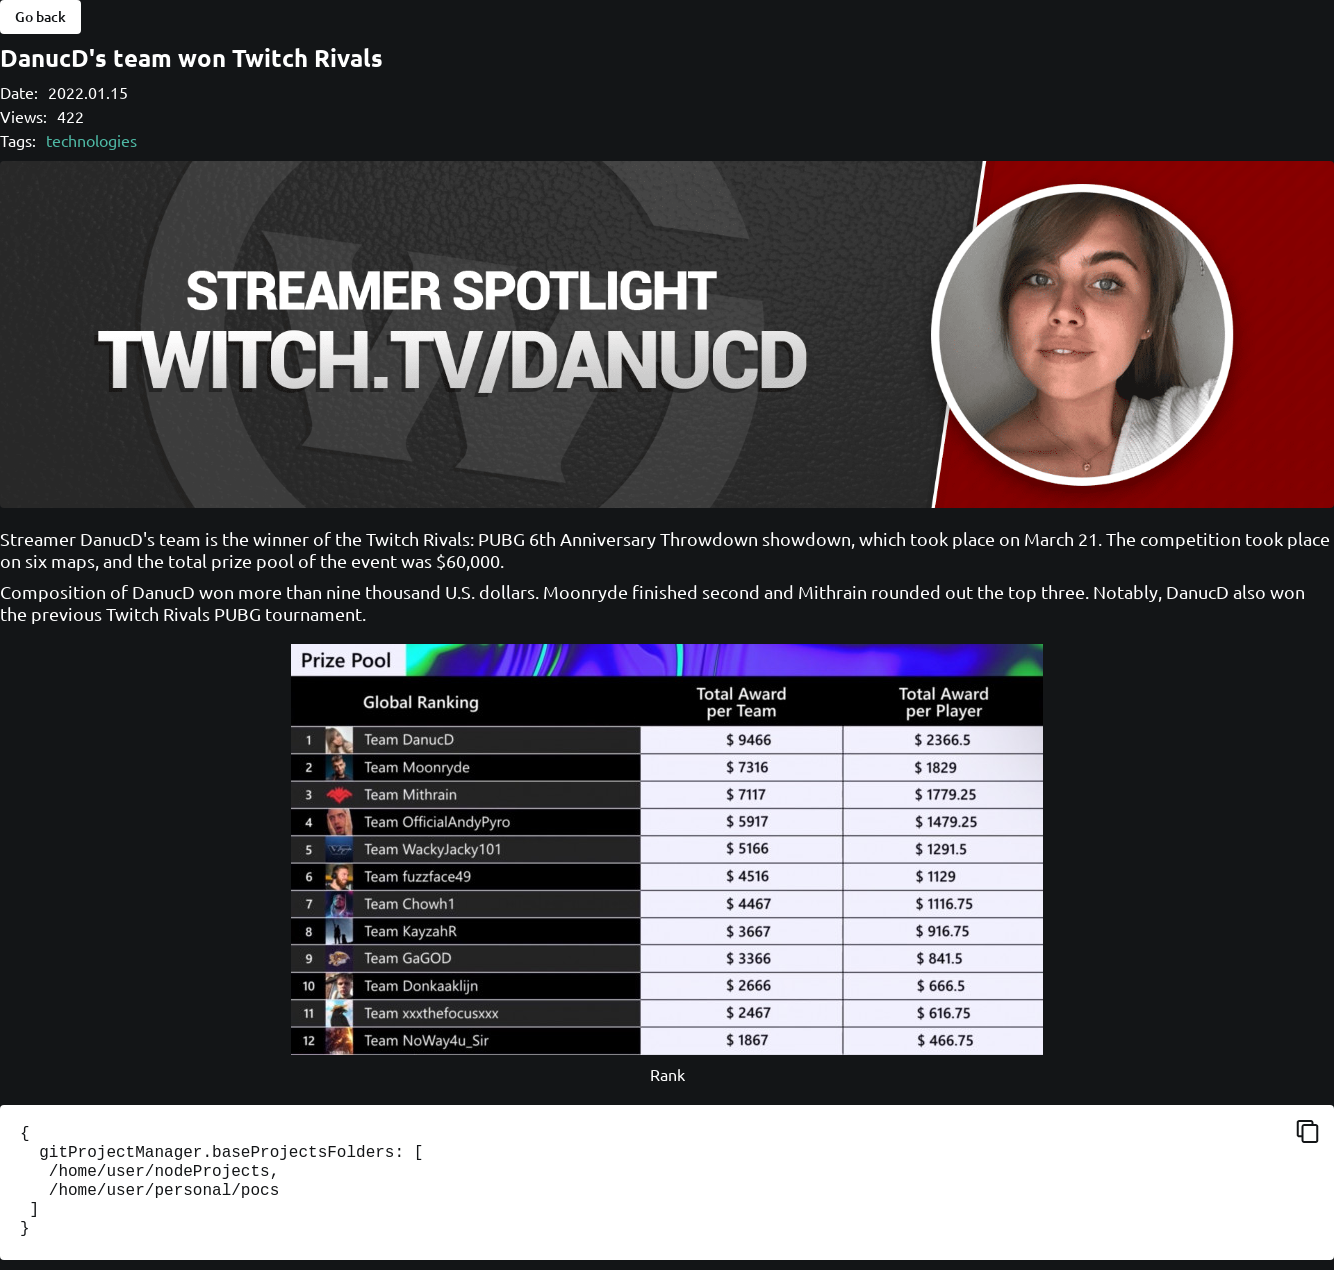 Go back
DanucD's team won Twitch Rivals
Date: 2022.01.15
Views: 422
Tags: technologies
STREAMER SPOTLIGHT
TWITCH.TV/DANUCD
Streamer DanucD's team is the winner of the Twitch Rivals: PUBG 6th Anniversary Throwdown showdown, which took place on March 21. The competition took place
on six maps, and the total prize pool of the event was $60,000.
Composition of DanucD won more than nine thousand U.S. dollars. Moonryde finished second and Mithrain rounded out the top three. Notably, DanucD also won
the previous Twitch Rivals PUBG tournament.
Prize Pool
Global Ranking Total Award per Team Total Award per Player
1 Team DanucD $ 9466 $ 2366.5
2 Team Moonryde $ 7316 $ 1829
3 Team Mithrain $ 7117 $ 1779.25
4 Team OfficialAndyPyro $ 5917 $ 1479.25
5 Team WackyJacky101 $ 5166 $ 1291.5
6 Team fuzzface49 $ 4516 $ 1129
7 Team Chowh1 $ 4467 $ 1116.75
8 Team KayzahR $ 3667 $ 916.75
9 Team GaGOD $ 3366 $ 841.5
10 Team Donkaaklijn $ 2666 $ 666.5
11 Team xxxthefocusxxx $ 2467 $ 616.75
12 Team NoWay4u_Sir $ 1867 $ 466.75
Rank
{
  gitProjectManager.baseProjectsFolders: [
   /home/user/nodeProjects,
   /home/user/personal/pocs
 ]
}